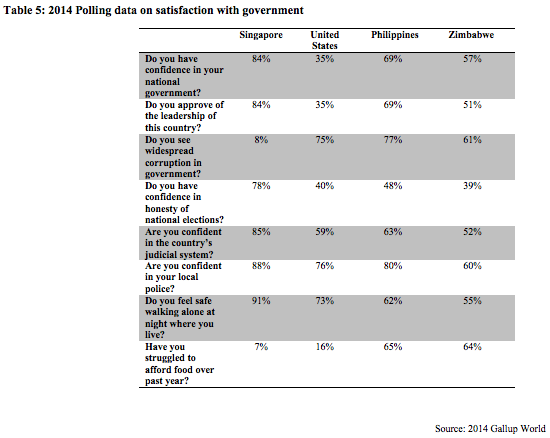 Table 5: 2014 Polling data on satisfaction with government
Singapore United States Philippines Zimbabwe
Do you have confidence in your national government? 84% 35% 69% 57%
Do you approve of the leadership of this country? 84% 35% 69% 51%
Do you see widespread corruption in government? 8% 75% 77% 61%
Do you have confidence in honesty of national elections? 78% 40% 48% 39%
Are you confident in the country's judicial system? 85% 59% 63% 52%
Are you confident in your local police? 88% 76% 80% 60%
Do you feel safe walking alone at night where you live? 91% 73% 62% 55%
Have you struggled to afford food over past year? 7% 16% 65% 64%
Source: 2014 Gallup World